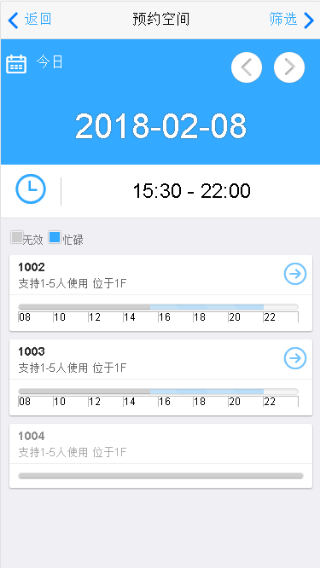 返回 预约空间 筛选
今日
2018-02-08
15:30 - 22:00
无效 忙碌
1002
支持1-5人使用 位于1F
08 10 12 14 16 18 20 22
1003
支持1-5人使用 位于1F
08 10 12 14 16 18 20 22
1004
支持1-5人使用 位于1F